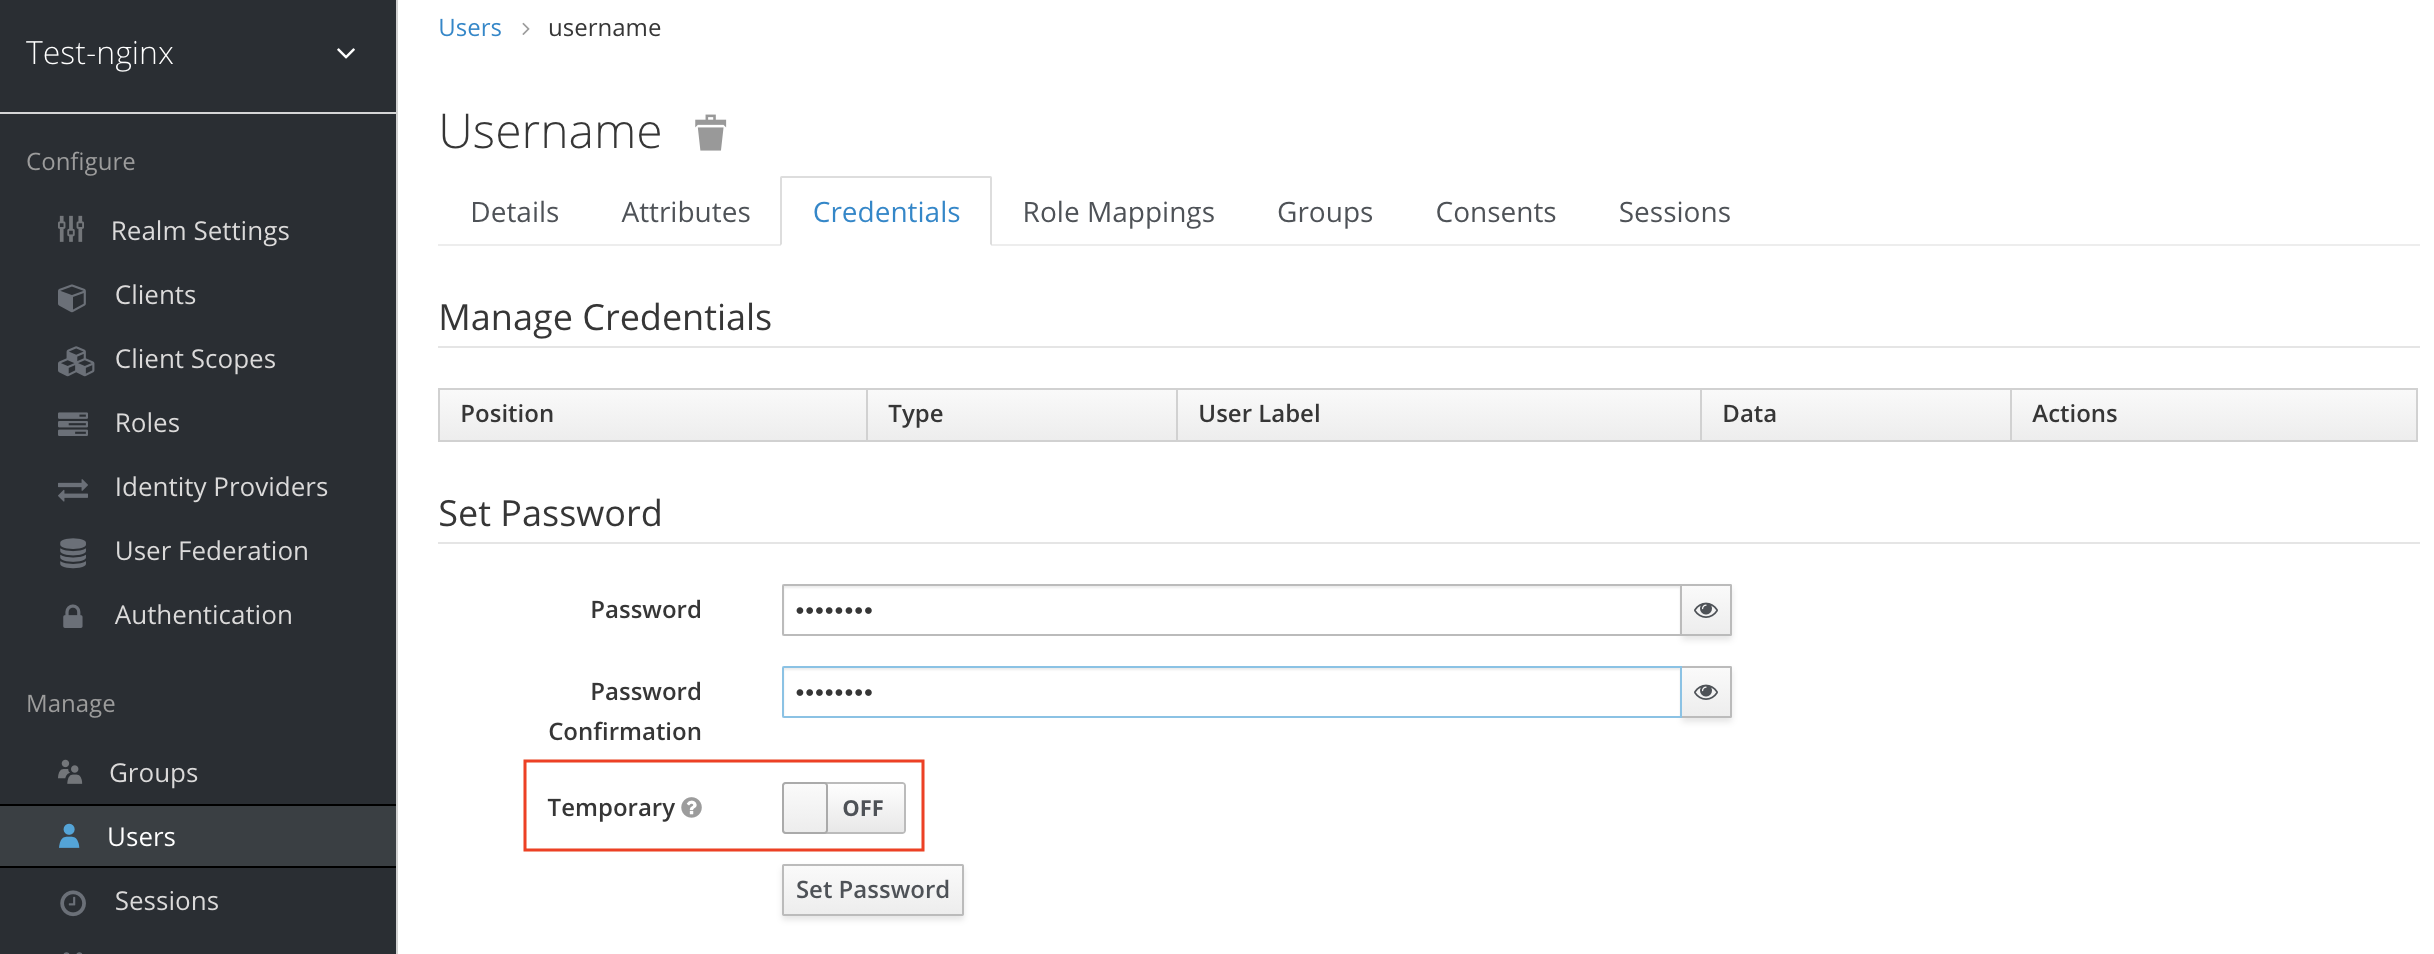 Test-nginx
Configure
Realm Settings
Clients
Client Scopes
Roles
Identity Providers
User Federation
Authentication
Manage
Groups
Users
Sessions
Users > username
Username
Details Attributes Credentials Role Mappings Groups Consents Sessions
Manage Credentials
Position Type User Label Data Actions
Set Password
Password ••••••••
Password ••••••••
Confirmation
Temporary ? OFF
Set Password